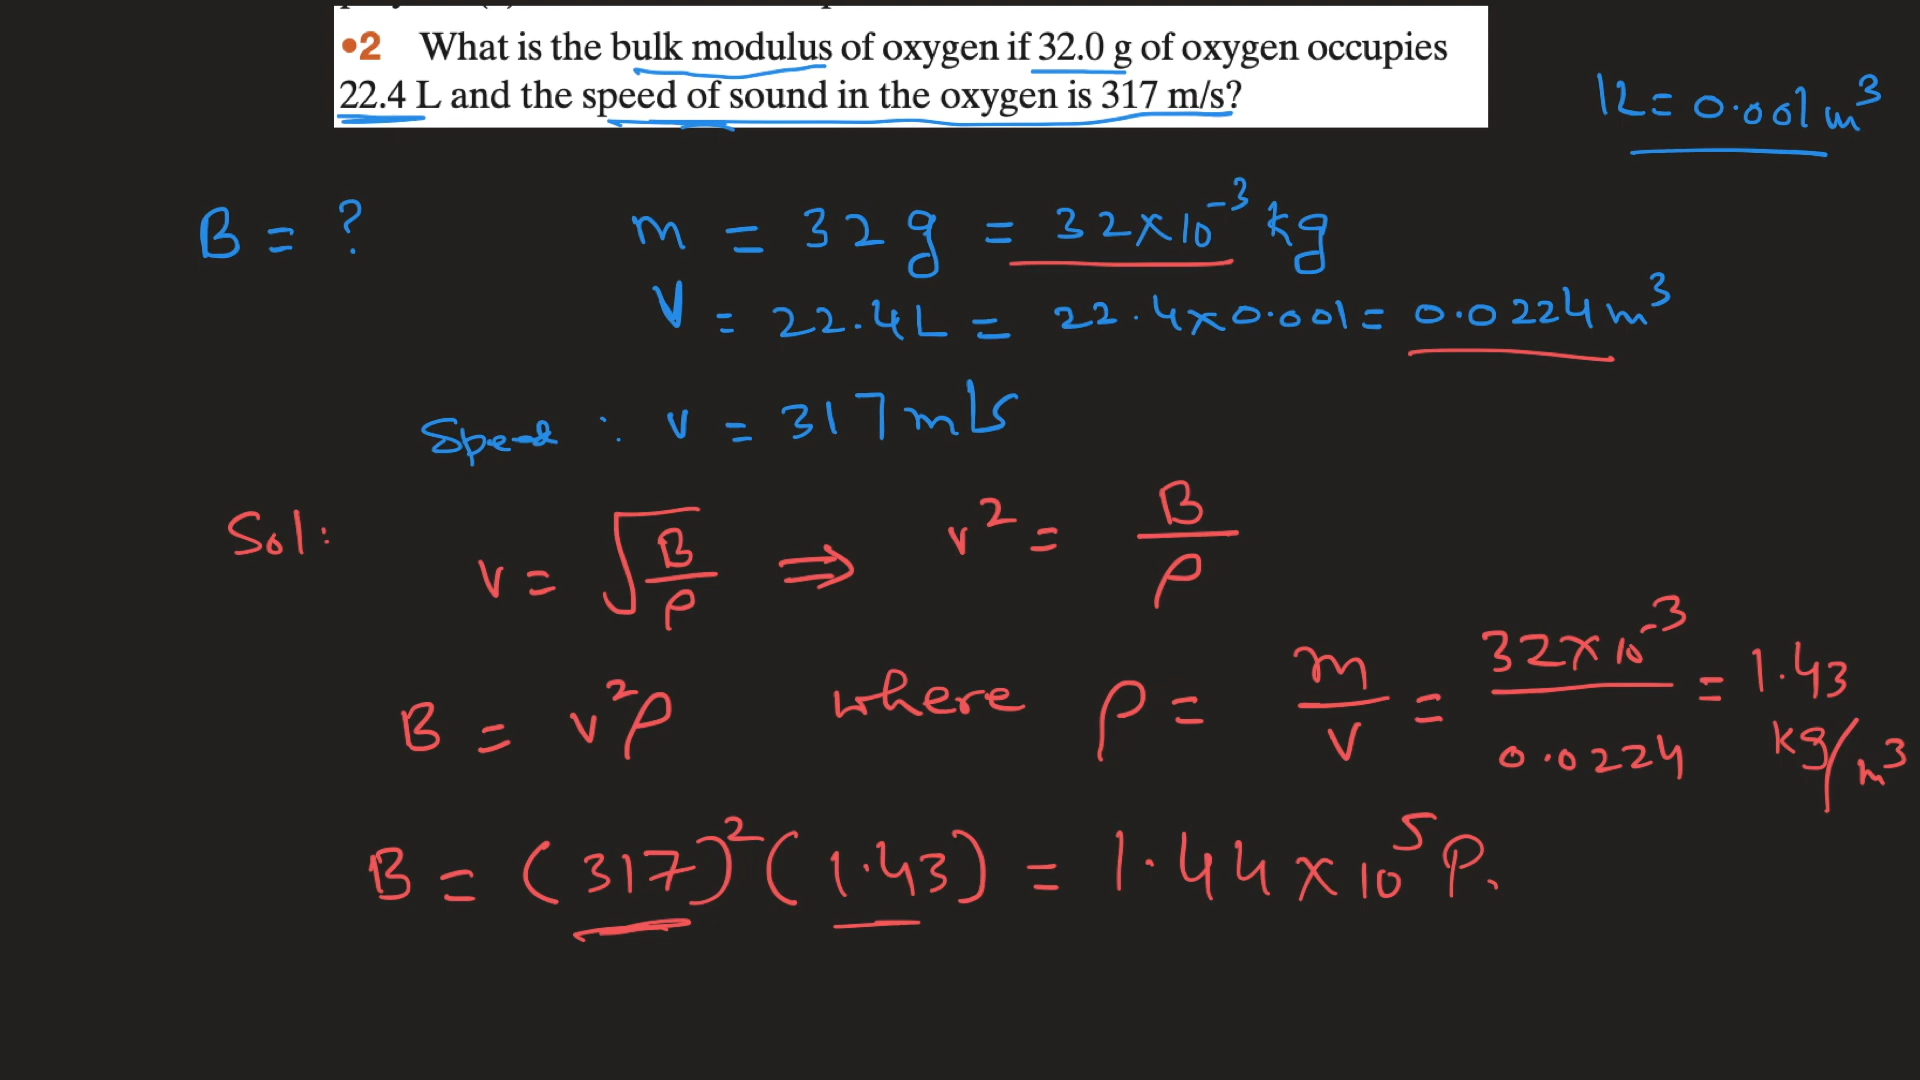 •2 What is the bulk modulus of oxygen if 32.0 g of oxygen occupies
22.4 L and the speed of sound in the oxygen is 317 m/s?
1L = 0.001 m³
B = ?
m = 32 g = 32×10⁻³ kg
V = 22.4 L = 22.4×0.001 = 0.0224 m³
Speed : v = 317 m/s
Sol:
v = √(B/ρ) ⇒ v² = B/ρ
B = v²ρ where ρ = m/V = 32×10⁻³/0.0224 = 1.43 kg/m³
B = (317)²(1.43) = 1.44×10⁵ P.